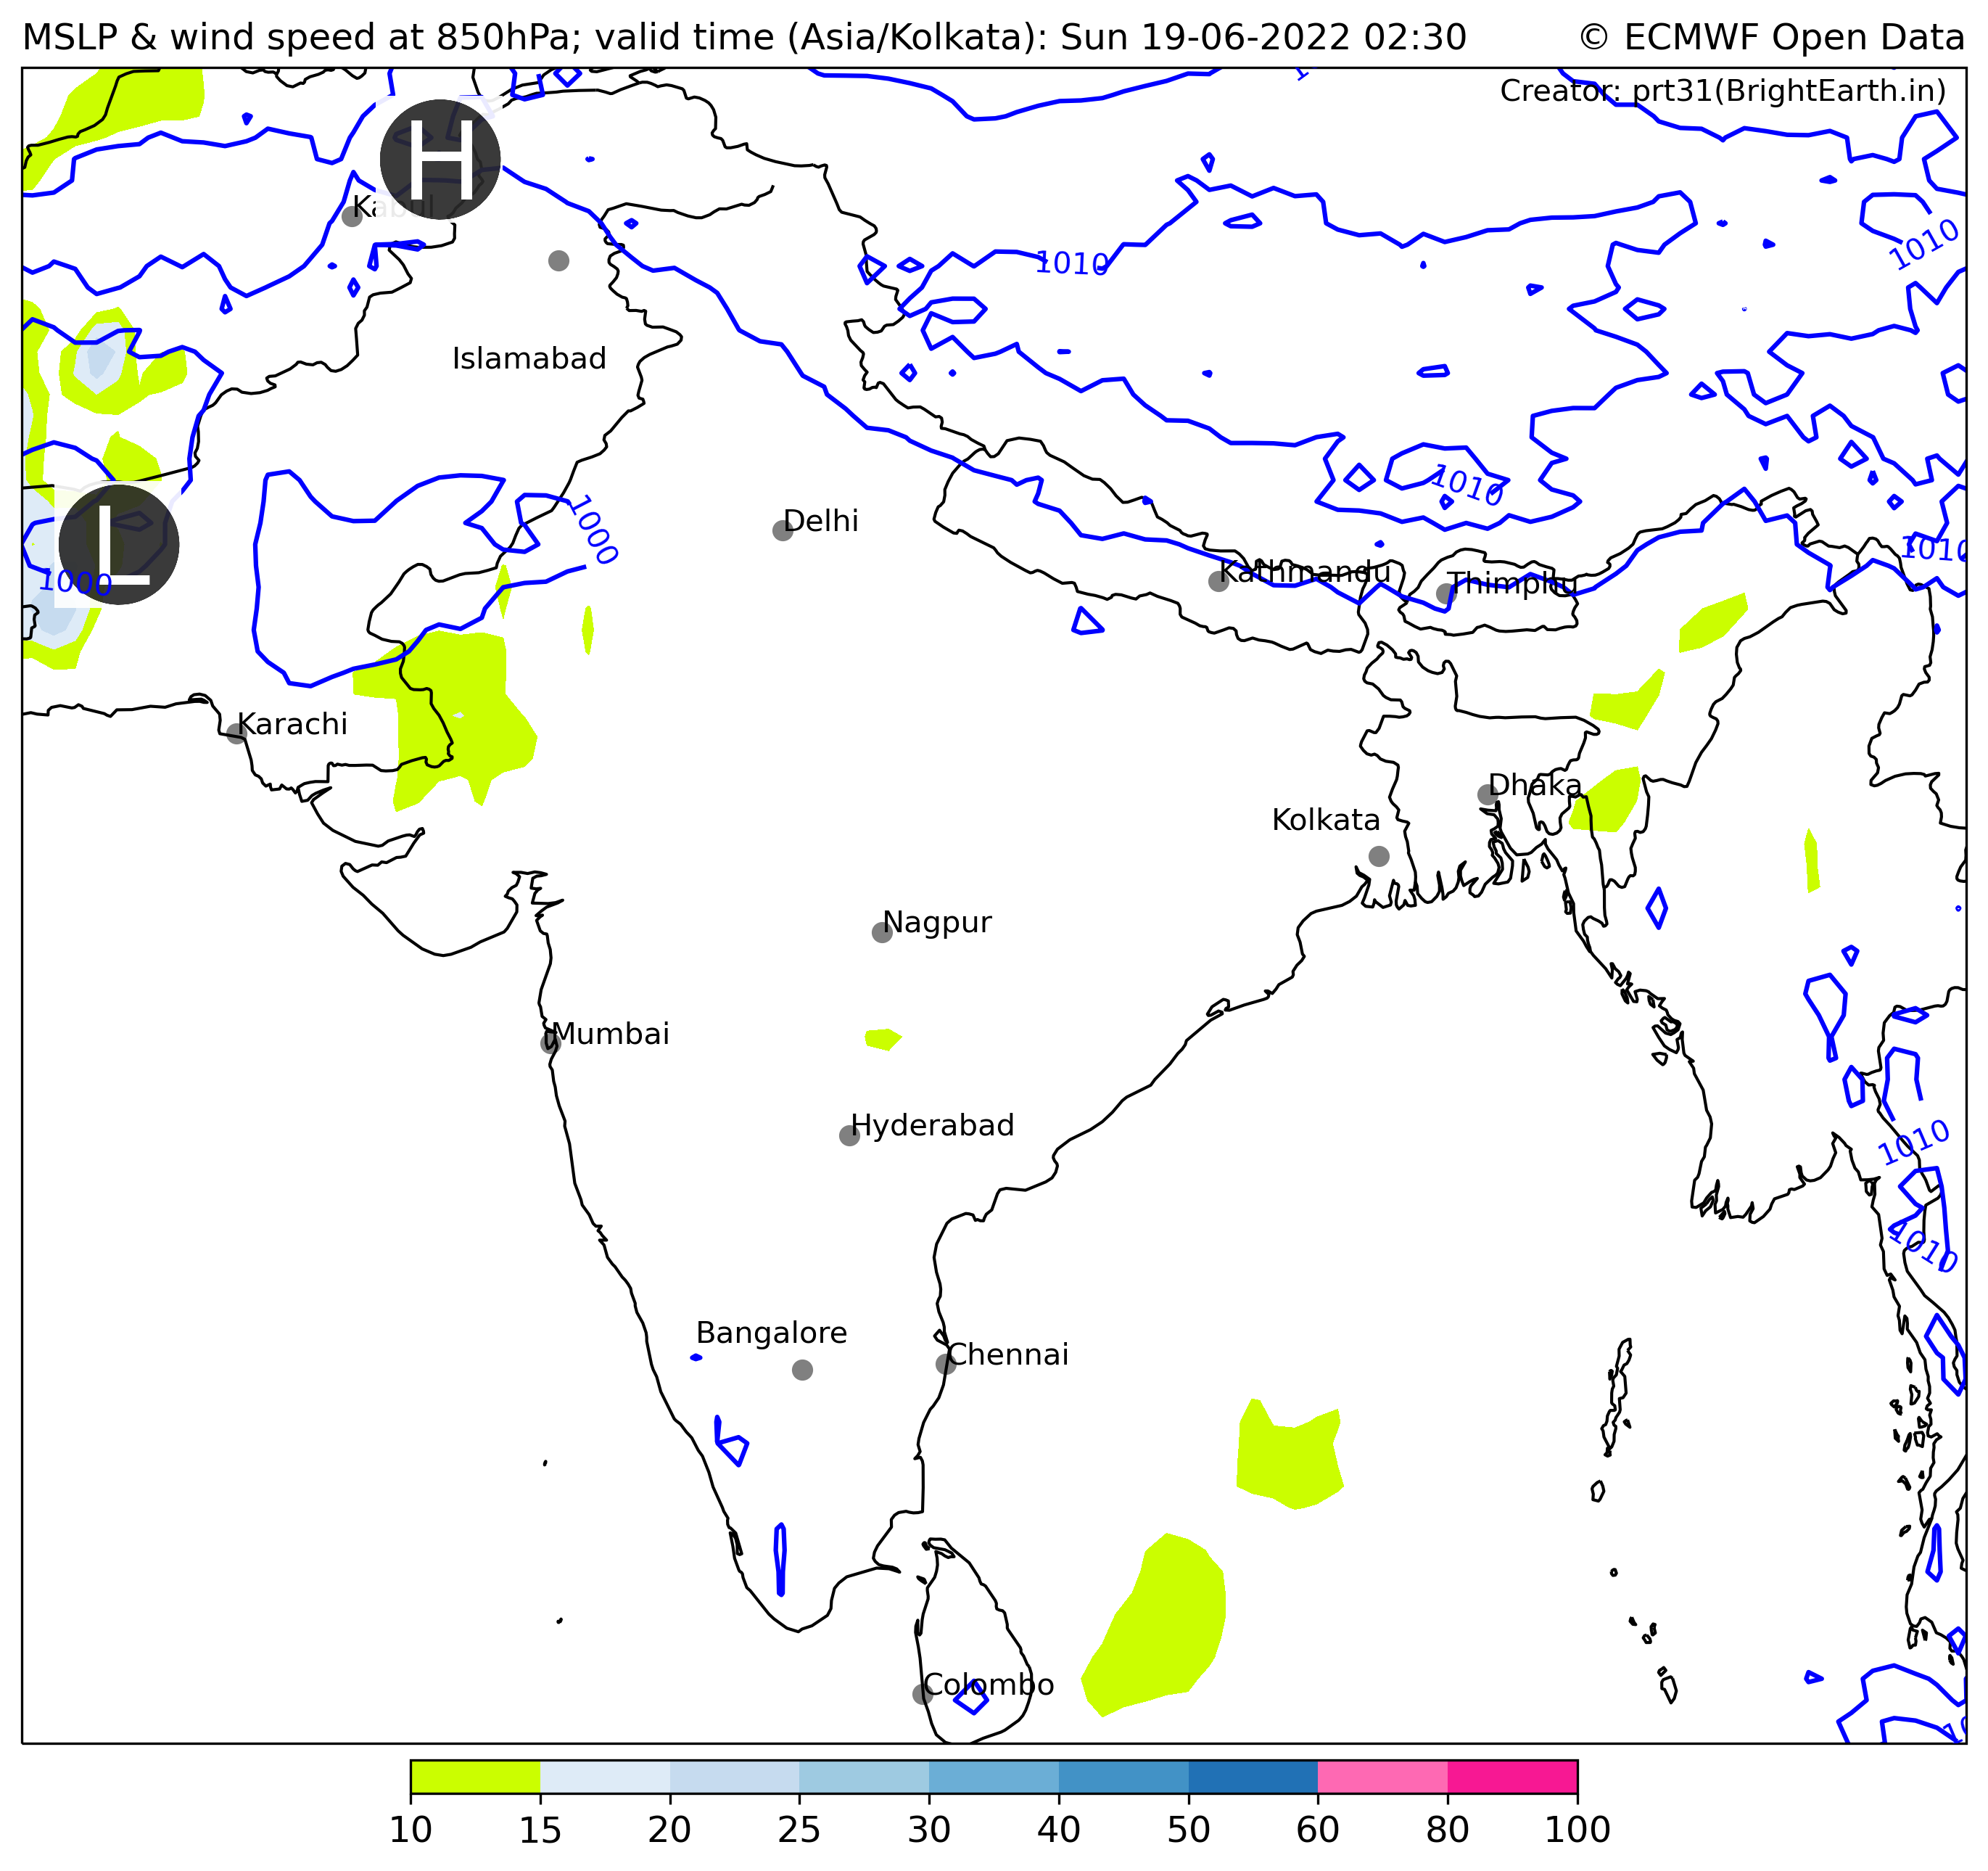 MSLP & wind speed at 850hPa; valid time (Asia/Kolkata): Sun 19-06-2022 02:30
© ECMWF Open Data
Creator: prt31(BrightEarth.in)
H
Kabul
1010
1010
Islamabad
1010
1000
Delhi
1010
L
1000
Kathmandu
Thimphu
Karachi
Dhaka
Kolkata
Nagpur
Mumbai
Hyderabad
1010
1010
Bangalore
Chennai
Colombo
10 15 20 25 30 40 50 60 80 100